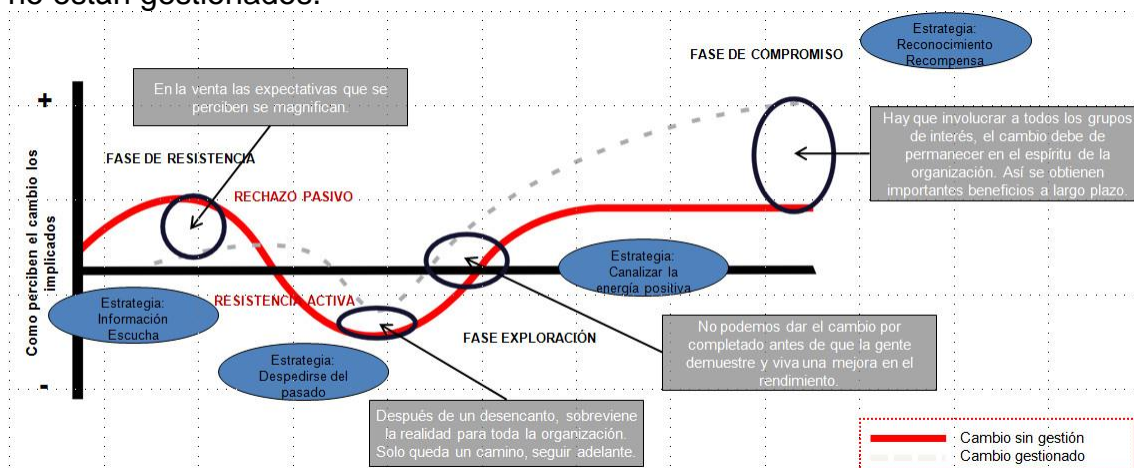 no están gestionados.
Estrategia:
Reconocimiento
Recompensa
FASE DE COMPROMISO
En la venta las expectativas que se
perciben se magnifican.
Hay que involucrar a todos los grupos
de interés, el cambio debe de
permanecer en el espíritu de la
organización. Así se obtienen
importantes beneficios a largo plazo.
+
FASE DE RESISTENCIA
RECHAZO PASIVO
Como perciben el cambio los
implicados
Estrategia:
Canalizar la
energía positiva
Estrategia:
Información
Escucha
RESISTENCIA ACTIVA
FASE EXPLORACIÓN
No podemos dar el cambio por
completado antes de que la gente
demuestre y viva una mejora en el
rendimiento.
Estrategia:
Despedirse del
pasado
-
Después de un desencanto, sobreviene
la realidad para toda la organización.
Solo queda un camino, seguir adelante.
Cambio sin gestión
Cambio gestionado